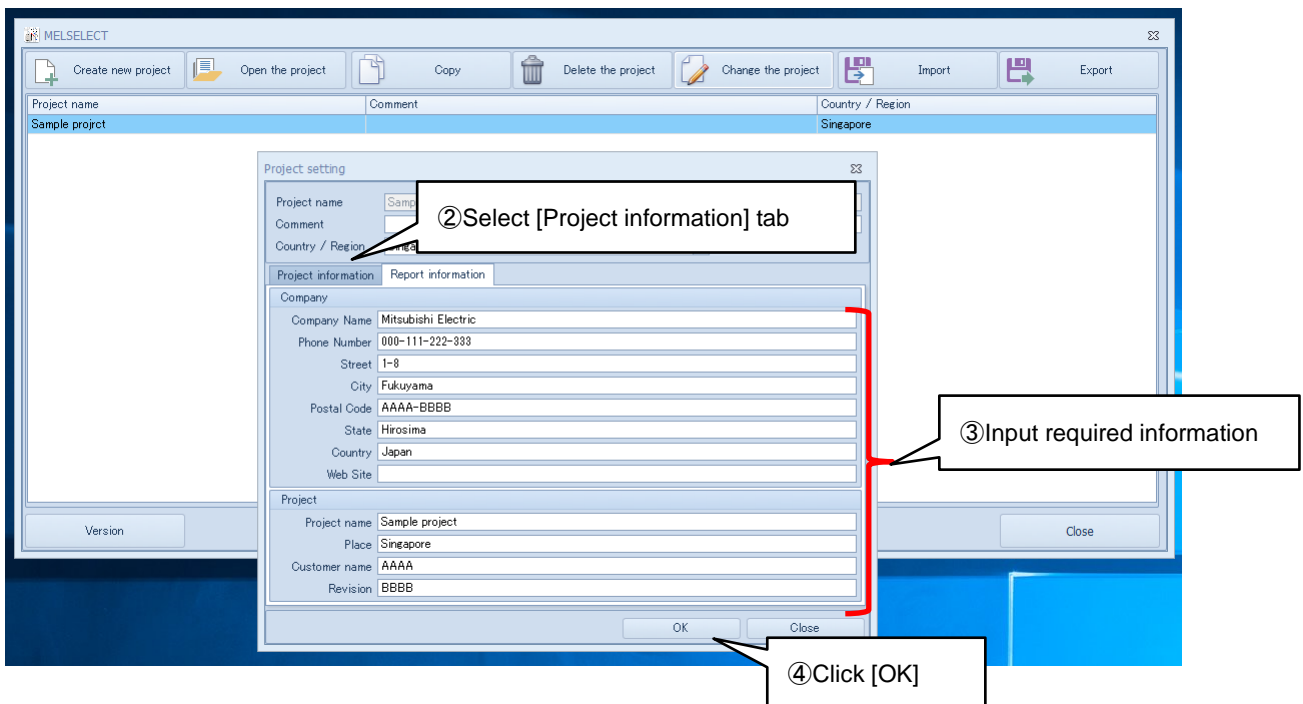 MELSELECT
Create new project
Open the project
Copy
Delete the project
Change the project
Import
Export
Project name Comment Country / Region
Sample projrct Singapore
Project setting
Project name
Comment
Country / Region
②Select [Project information] tab
Project information Report information
Company
Company Name Mitsubishi Electric
Phone Number 000-111-222-333
Street 1-8
City Fukuyama
Postal Code AAAA-BBBB
State Hirosima
Country Japan
Web Site
③Input required information
Project
Project name Sample project
Place Singapore
Customer name AAAA
Revision BBBB
Version
Close
OK Close
④Click [OK]